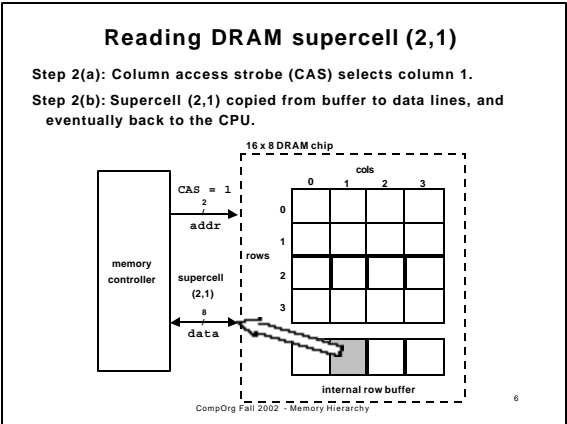 Reading DRAM supercell (2,1)
Step 2(a): Column access strobe (CAS) selects column 1.
Step 2(b): Supercell (2,1) copied from buffer to data lines, and
eventually back to the CPU.
16 x 8 DRAM chip
cols
0 1 2 3
CAS = 1
2
/
addr
0
1
rows
2
3
memory
controller
supercell
(2,1)
8
/
data
internal row buffer
CompOrg Fall 2002 - Memory Hierarchy
6